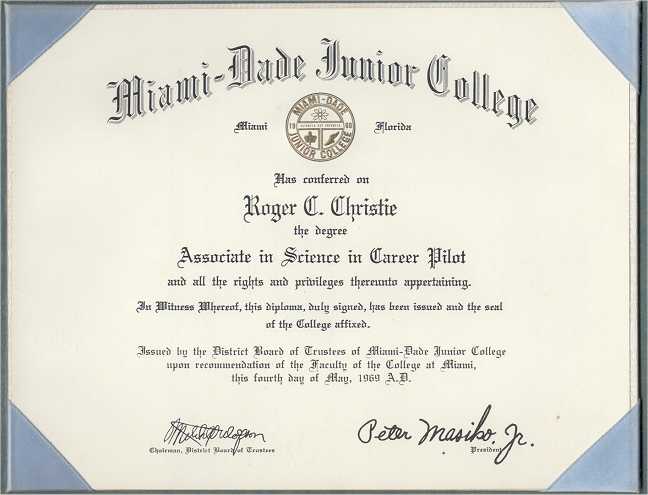 Miami-Dade Junior College
Miami Florida
MIAMI-DADE
19 60
JUNIOR COLLEGE
Has conferred on
Roger C. Christie
the degree
Associate in Science in Career Pilot
and all the rights and privileges thereunto appertaining.
In Witness Whereof, this diploma, duly signed, has been issued and the seal
of the College affixed.
Issued by the District Board of Trustees of Miami-Dade Junior College
upon recommendation of the Faculty of the College at Miami,
this fourth day of May, 1969 A.D.
Peter Masiko, Jr.
Chairman, District Board of Trustees President